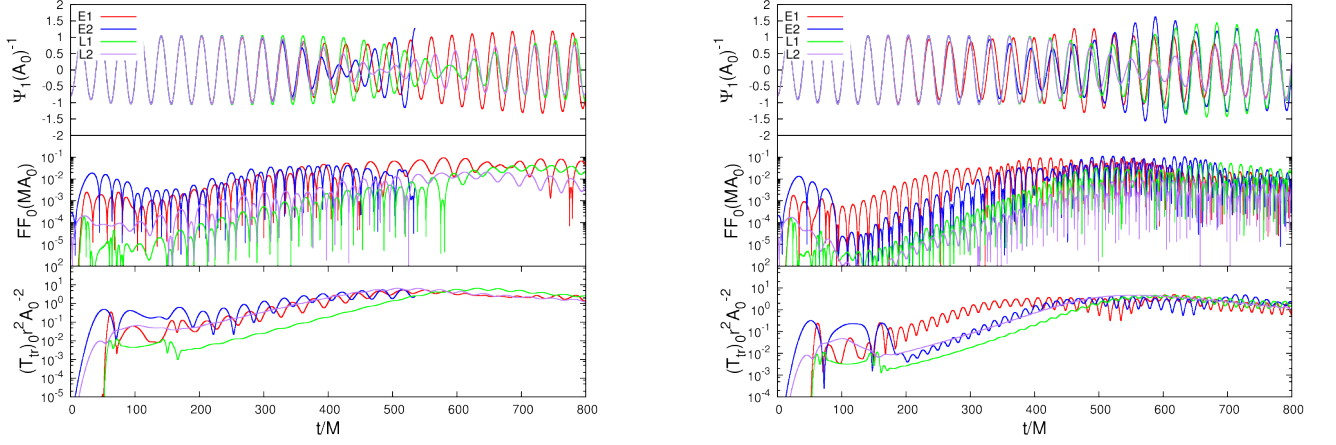 Ψ₁(A₀)⁻¹
2
1.5
1
0.5
0
-0.5
-1
-1.5
-2
E1
E2
L1
L2
FF₀(MA₀)
10⁻¹
10⁻²
10⁻³
10⁻⁴
10⁻⁵
10²
(Tₜᵣ)₀r²A₀⁻²
10¹
10⁰
10⁻¹
10⁻²
10⁻³
10⁻⁴
10⁻⁵
0 100 200 300 400 500 600 700 800
t/M
Ψ₁(A₀)⁻¹
2
1.5
1
0.5
0
-0.5
-1
-1.5
-2
E1
E2
L1
L2
FF₀(MA₀)
10⁻¹
10⁻²
10⁻³
10⁻⁴
10⁻⁵
10²
(Tₜᵣ)₀r²A₀⁻²
10¹
10⁰
10⁻¹
10⁻²
10⁻³
10⁻⁴
0 100 200 300 400 500 600 700 800
t/M